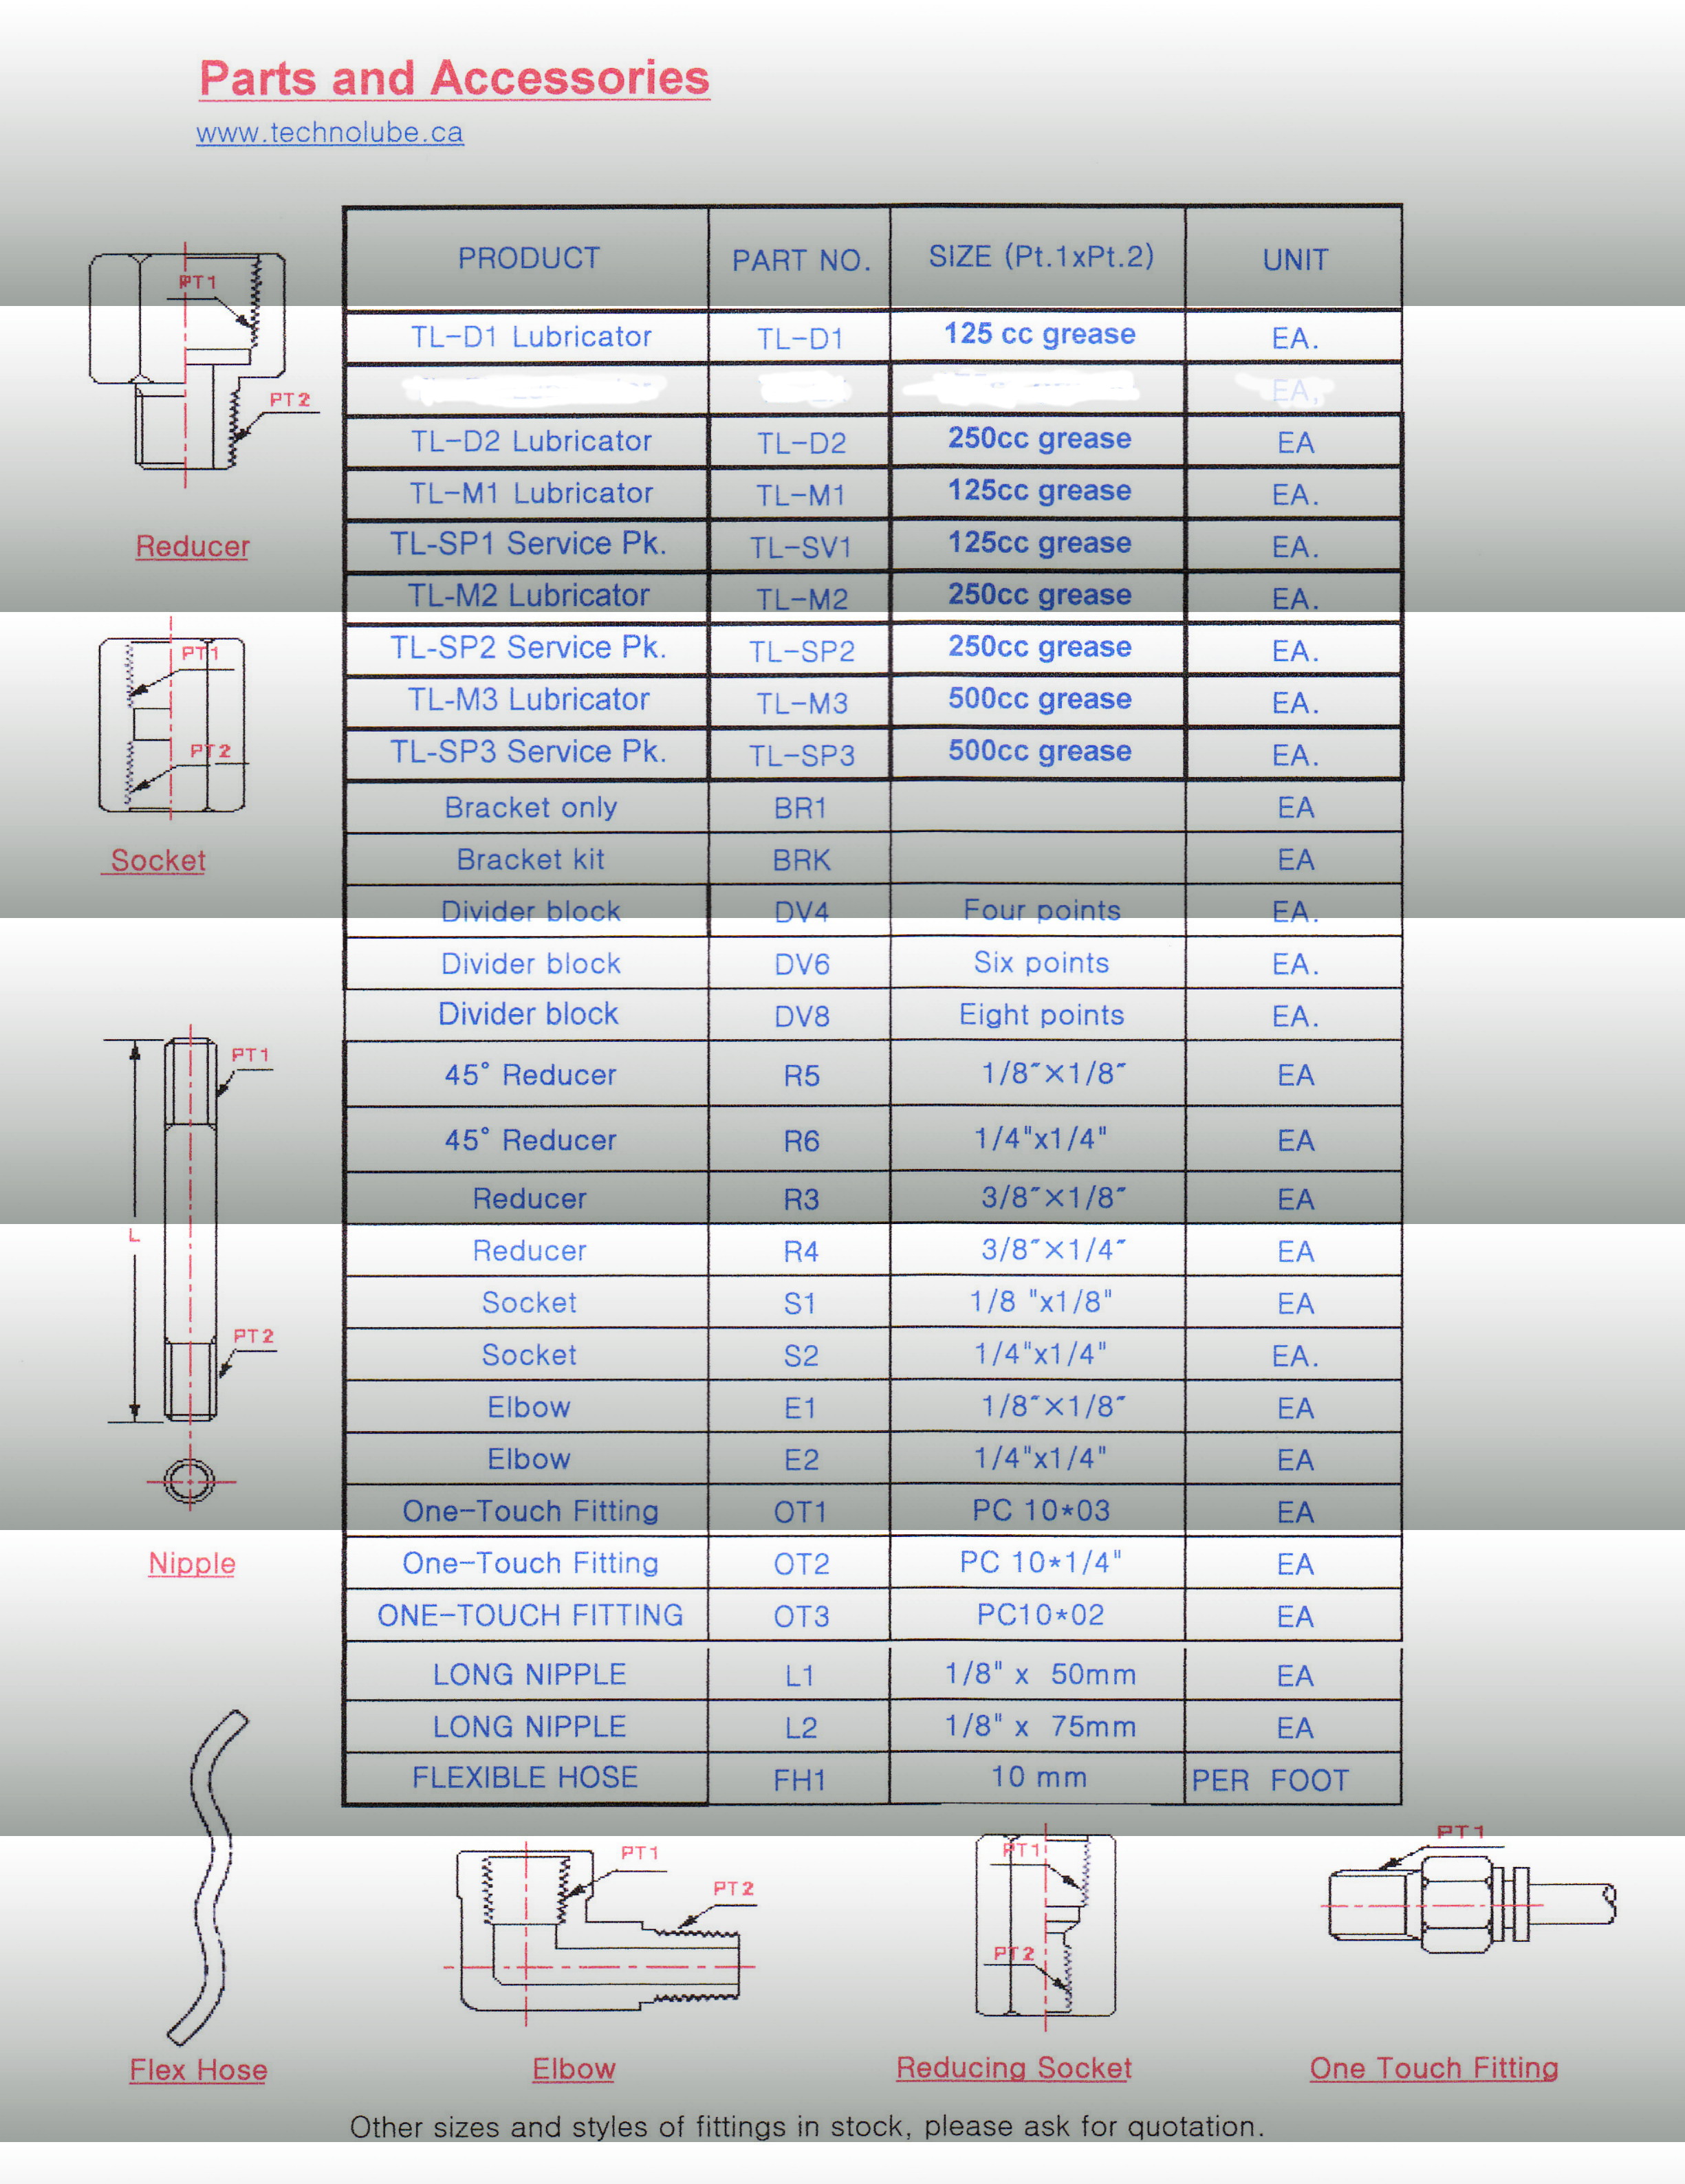 Parts and Accessories
www.technolube.ca
PRODUCT PART NO. SIZE (Pt.1xPt.2) UNIT
TL-D1 Lubricator TL-D1 125 cc grease EA.
EA,
TL-D2 Lubricator TL-D2 250cc grease EA
TL-M1 Lubricator TL-M1 125cc grease EA.
TL-SP1 Service Pk. TL-SV1 125cc grease EA.
TL-M2 Lubricator TL-M2 250cc grease EA.
TL-SP2 Service Pk. TL-SP2 250cc grease EA.
TL-M3 Lubricator TL-M3 500cc grease EA.
TL-SP3 Service Pk. TL-SP3 500cc grease EA.
Bracket only BR1 EA
Bracket kit BRK EA
Divider block DV4 Four points EA.
Divider block DV6 Six points EA.
Divider block DV8 Eight points EA.
45° Reducer R5 1/8˝×1/8˝ EA
45° Reducer R6 1/4"x1/4" EA
Reducer R3 3/8˝×1/8˝ EA
Reducer R4 3/8˝×1/4˝ EA
Socket S1 1/8 "x1/8" EA
Socket S2 1/4"x1/4" EA.
Elbow E1 1/8˝×1/8˝ EA
Elbow E2 1/4"x1/4" EA
One-Touch Fitting OT1 PC 10*03 EA
One-Touch Fitting OT2 PC 10*1/4" EA
ONE-TOUCH FITTING OT3 PC10*02 EA
LONG NIPPLE L1 1/8" x 50mm EA
LONG NIPPLE L2 1/8" x 75mm EA
FLEXIBLE HOSE FH1 10 mm PER FOOT
PT1
PT2
Reducer
PT1
PT2
Socket
PT1
L
PT2
Nipple
Flex Hose
PT1
PT2
Elbow
PT1
PT2
Reducing Socket
PT1
One Touch Fitting
Other sizes and styles of fittings in stock, please ask for quotation.